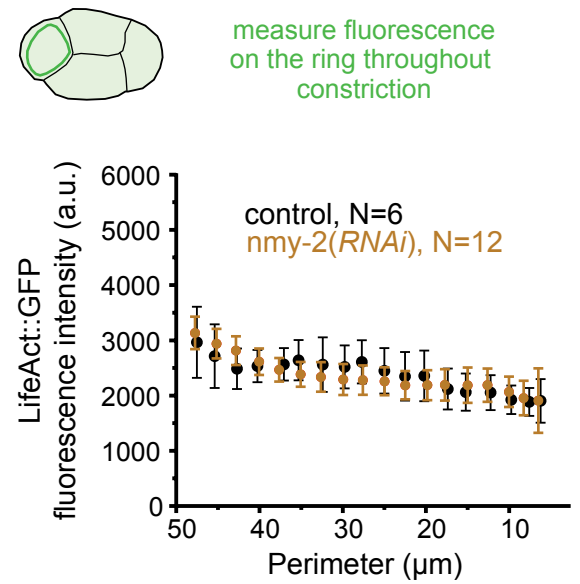 measure fluorescence
on the ring throughout
constriction
LifeAct::GFP
fluorescence intensity (a.u.)
6000
5000
4000
3000
2000
1000
0
control, N=6
nmy-2(RNAi), N=12
50 40 30 20 10
Perimeter (µm)